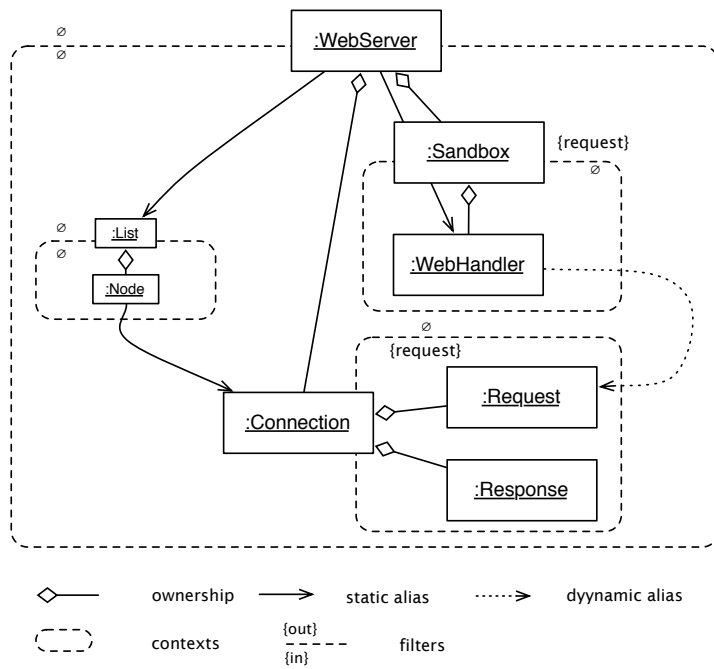 :WebServer
∅
∅
:Sandbox
{request}
∅
:List
∅
∅
:WebHandler
:Node
∅
{request}
:Request
:Connection
:Response
ownership
static alias
dyynamic alias
contexts
{out}
{in}
filters